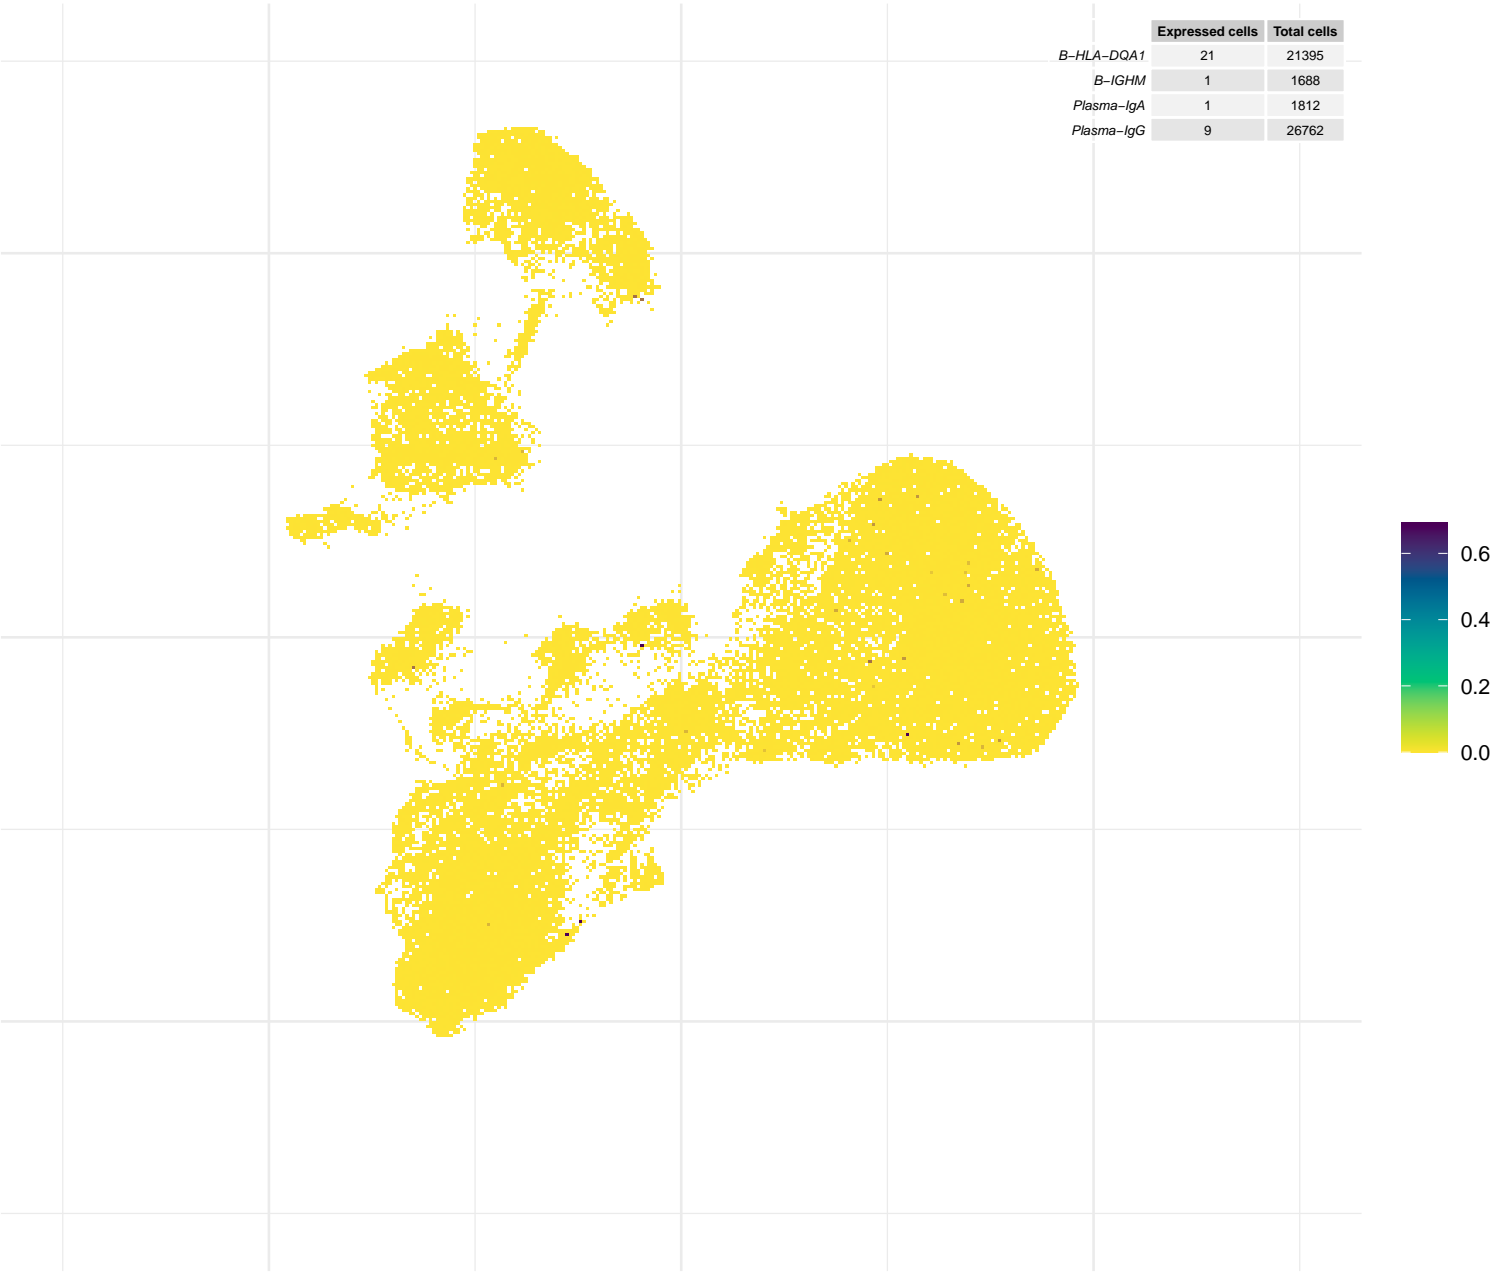 Expressed cells Total cells
B−HLA−DQA1 21 21395
B−IGHM 1 1688
Plasma−IgA 1 1812
Plasma−IgG 9 26762
0.6
0.4
0.2
0.0